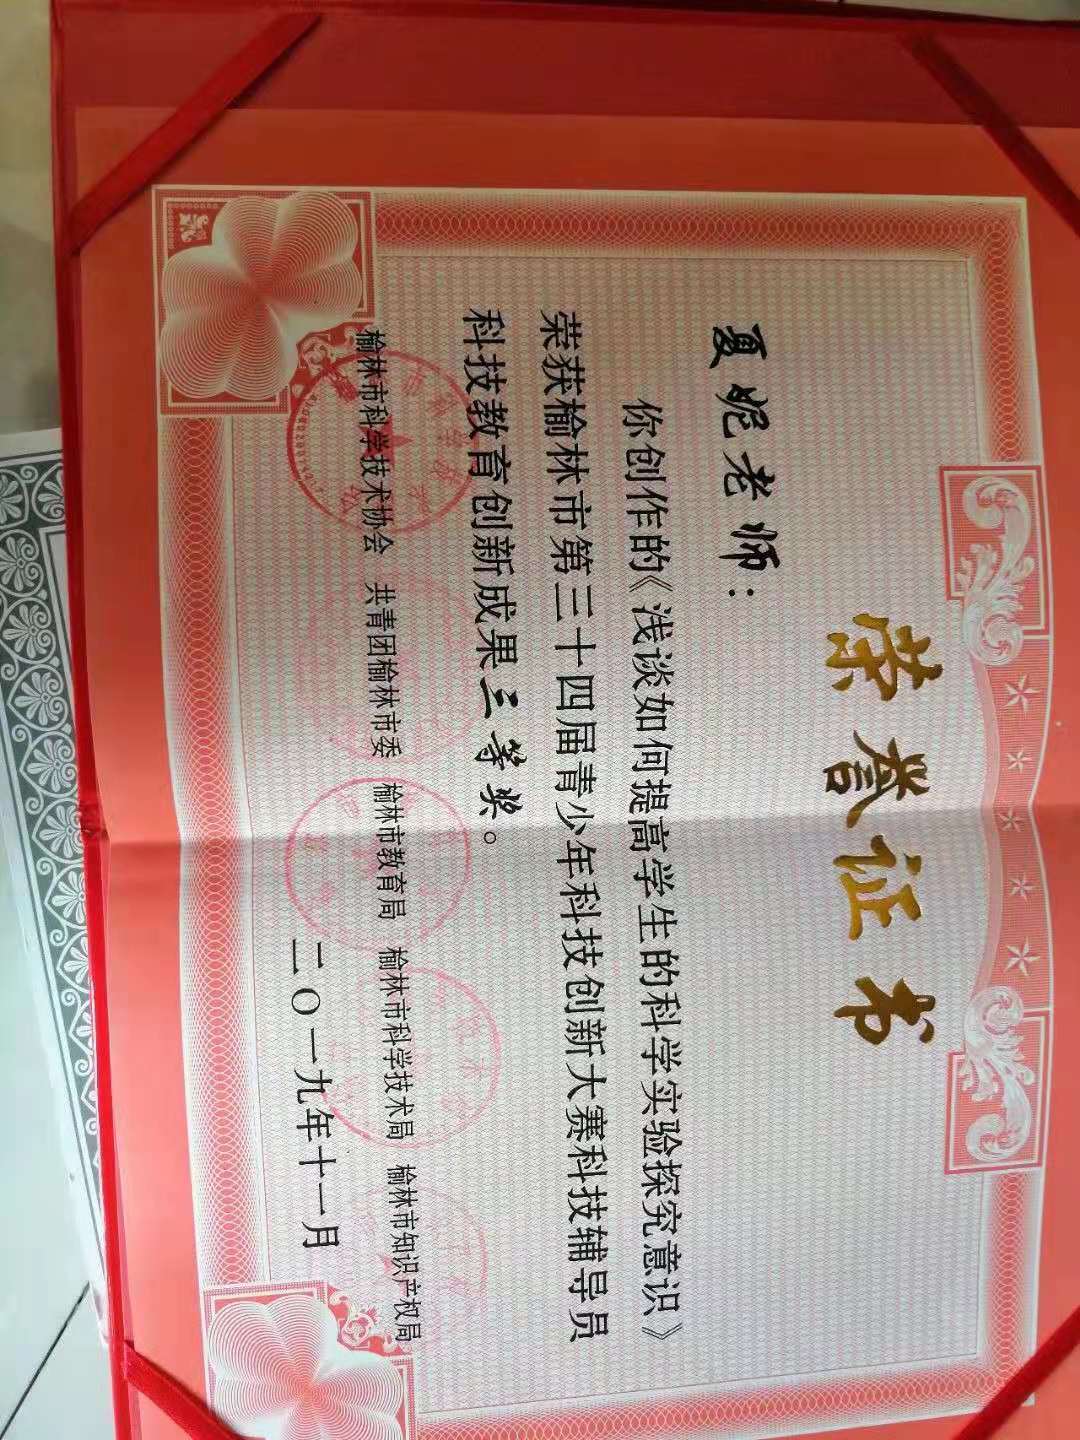 荣誉证书
夏妮老师：
你创作的《浅谈如何提高学生的科学实验探究意识》
荣获榆林市第三十四届青少年科技创新大赛科技辅导员
科技教育创新成果三等奖。
榆林市科学技术协会 共青团榆林市委 榆林市教育局 榆林市科学技术局 榆林市知识产权局
二〇一九年十一月